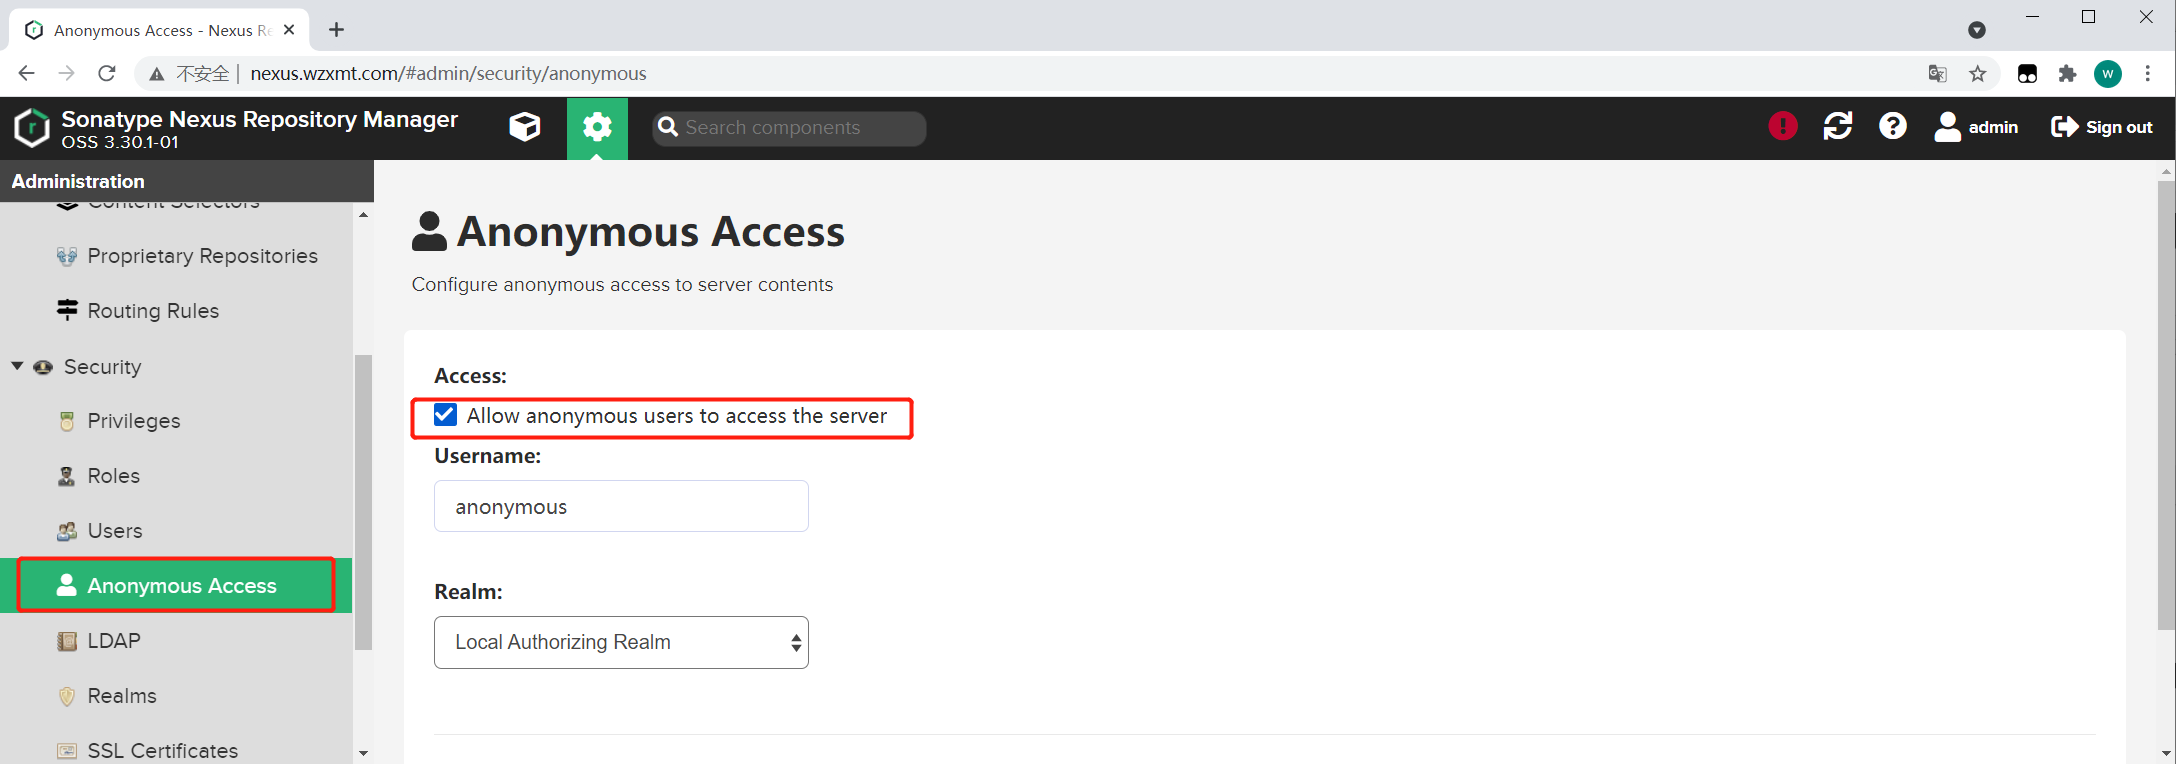 Anonymous Access - Nexus Re
不安全 | nexus.wzxmt.com/#admin/security/anonymous
W
Sonatype Nexus Repository Manager
OSS 3.30.1-01
Search components
admin
Sign out
Administration
Content Selectors
Proprietary Repositories
Routing Rules
Security
Privileges
Roles
Users
Anonymous Access
LDAP
Realms
SSL Certificates
Anonymous Access
Configure anonymous access to server contents
Access:
Allow anonymous users to access the server
Username:
anonymous
Realm:
Local Authorizing Realm